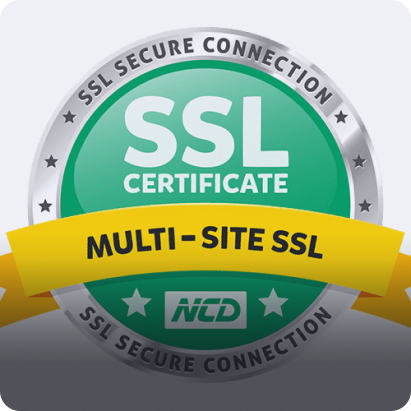 SSL SECURE CONNECTION
SSL
CERTIFICATE
MULTI-SITE SSL
NCD
SSL SECURE CONNECTION